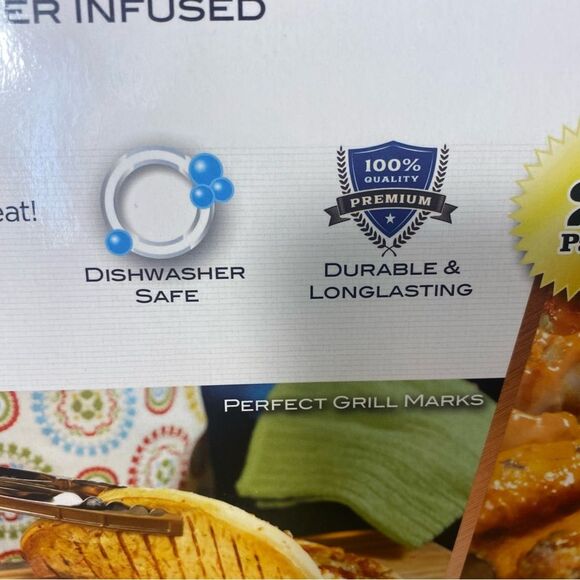 ER INFUSED
eat!
DISHWASHER
SAFE
100%
QUALITY
PREMIUM
DURABLE &
LONGLASTING
PERFECT GRILL MARKS